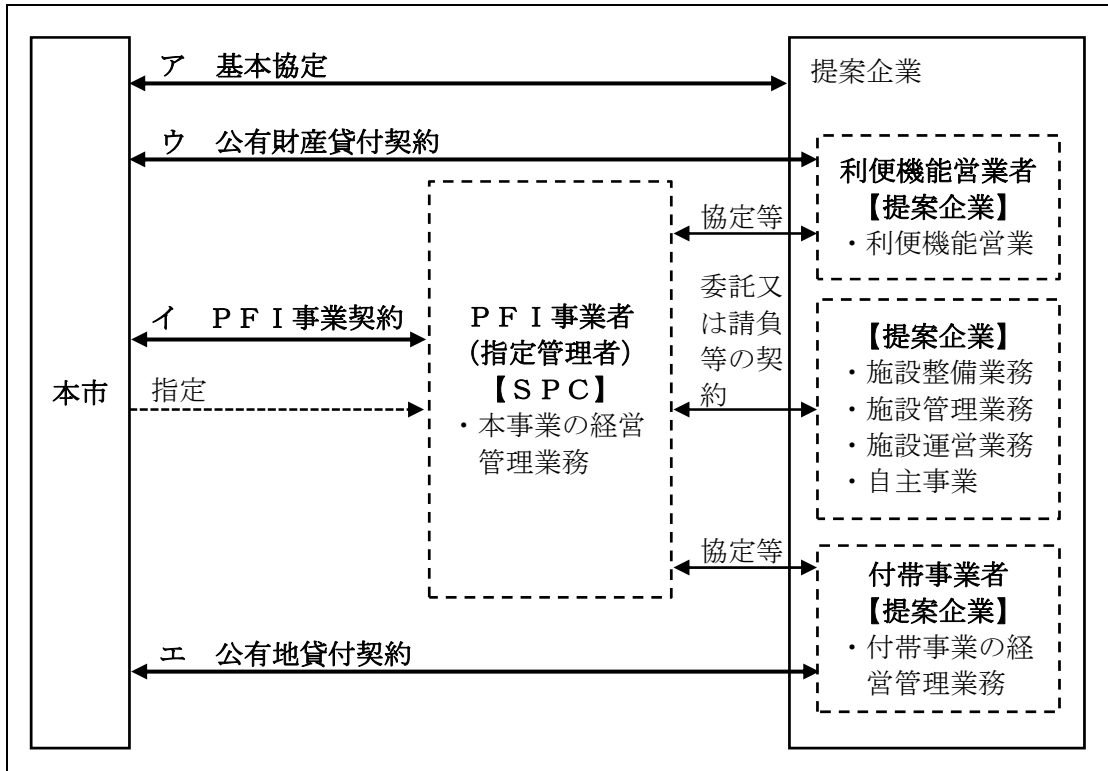 ア　基本協定
提案企業
ウ　公有財産貸付契約
利便機能営業者
【提案企業】
・利便機能営業
協定等
委託又
は請負
等の契
約
イ　ＰＦＩ事業契約
ＰＦＩ事業者
(指定管理者)
【ＳＰＣ】
・本事業の経営
管理業務
【提案企業】
・施設整備業務
・施設管理業務
・施設運営業務
・自主事業
本市
指定
協定等
付帯事業者
【提案企業】
・付帯事業の経
営管理業務
エ　公有地貸付契約